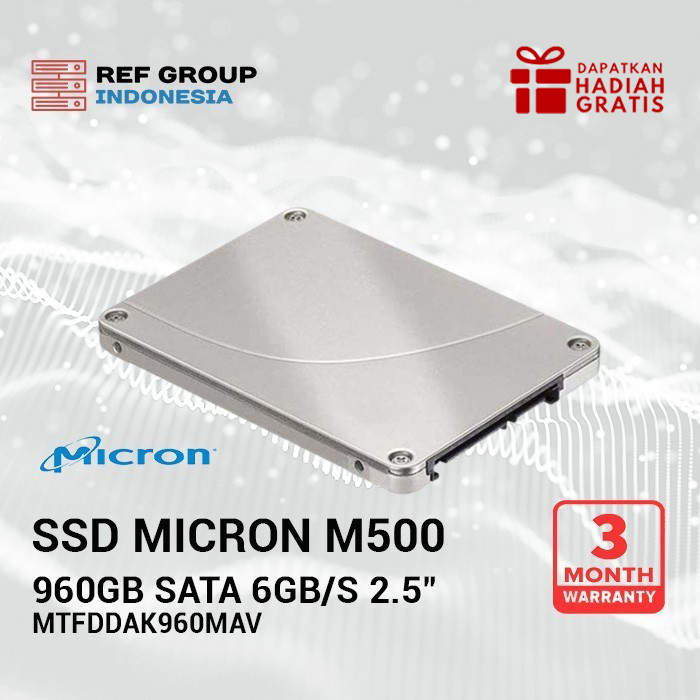 REF GROUP
INDONESIA
DAPATKAN
HADIAH
GRATIS
Micron
SSD MICRON M500
960GB SATA 6GB/S 2.5"
MTFDDAK960MAV
3
MONTH
WARRANTY